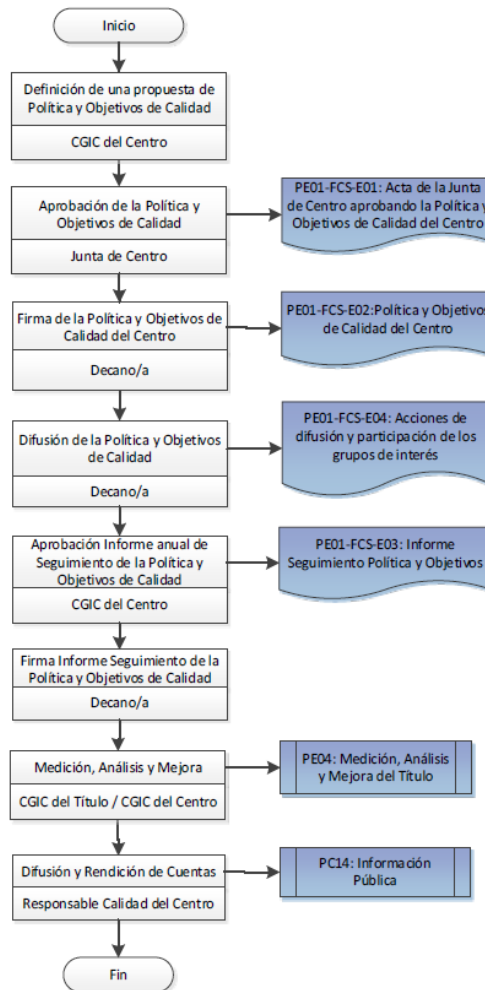 Inicio
Definición de una propuesta de
Política y Objetivos de Calidad
CGIC del Centro
Aprobación de la Política y
Objetivos de Calidad
Junta de Centro
PE01-FCS-E01: Acta de la Junta
de Centro aprobando la Política y
Objetivos de Calidad del Centro
Firma de la Política y Objetivos de
Calidad del Centro
Decano/a
PE01-FCS-E02:Política y Objetivos
de Calidad del Centro
Difusión de la Política y Objetivos
de Calidad
Decano/a
PE01-FCS-E04: Acciones de
difusión y participación de los
grupos de interés
Aprobación Informe anual de
Seguimiento de la Política y
Objetivos de Calidad
CGIC del Centro
PE01-FCS-E03: Informe
Seguimiento Política y Objetivos
Firma Informe Seguimiento de la
Política y Objetivos de Calidad
Decano/a
Medición, Análisis y Mejora
CGIC del Título / CGIC del Centro
PE04: Medición, Análisis
y Mejora del Título
Difusión y Rendición de Cuentas
Responsable Calidad del Centro
PC14: Información
Pública
Fin